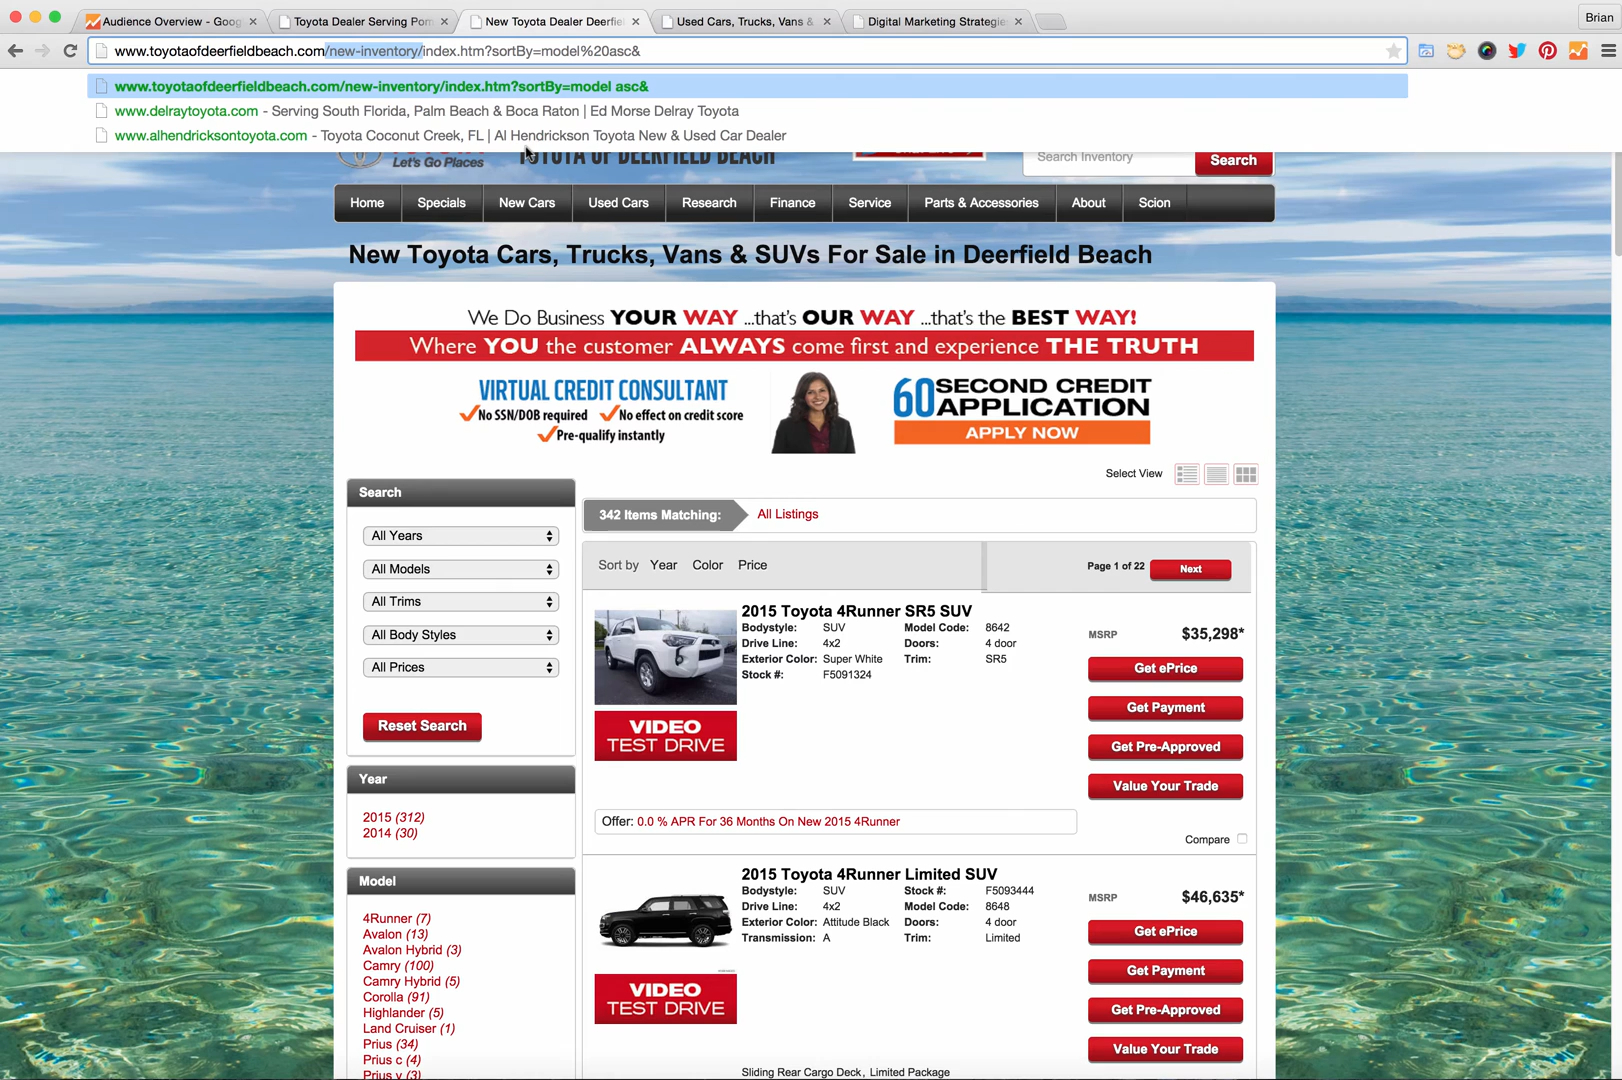 Audience Overview - Goog
Toyota Dealer Serving Pom
New Toyota Dealer Deerfie
Used Cars, Trucks, Vans &
Digital Marketing Strategie
Brian
www.toyotaofdeerfieldbeach.com/new-inventory/index.htm?sortBy=model%20asc&
www.toyotaofdeerfieldbeach.com/new-inventory/index.htm?sortBy=model asc&
www.delraytoyota.com - Serving South Florida, Palm Beach & Boca Raton | Ed Morse Delray Toyota
www.alhendricksontoyota.com - Toyota Coconut Creek, FL | Al Hendrickson Toyota New & Used Car Dealer
Let's Go Places
TOYOTA OF DEERFIELD BEACH
Search Inventory
Search
Home
Specials
New Cars
Used Cars
Research
Finance
Service
Parts & Accessories
About
Scion
New Toyota Cars, Trucks, Vans & SUVs For Sale in Deerfield Beach
We Do Business YOUR WAY ...that's OUR WAY ...that's the BEST WAY!
Where YOU the customer ALWAYS come first and experience THE TRUTH
VIRTUAL CREDIT CONSULTANT
No SSN/DOB required No effect on credit score
Pre-qualify instantly
60 SECOND CREDIT APPLICATION
APPLY NOW
Select View
Search
All Years
All Models
All Trims
All Body Styles
All Prices
Reset Search
Year
2015 (312)
2014 (30)
Model
4Runner (7)
Avalon (13)
Avalon Hybrid (3)
Camry (100)
Camry Hybrid (5)
Corolla (91)
Highlander (5)
Land Cruiser (1)
Prius (34)
Prius c (4)
Prius v (3)
342 Items Matching:
All Listings
Sort by Year Color Price
Page 1 of 22
Next
2015 Toyota 4Runner SR5 SUV
Bodystyle: SUV Model Code: 8642
Drive Line: 4x2 Doors: 4 door
Exterior Color: Super White Trim: SR5
Stock #: F5091324
MSRP $35,298*
Get ePrice
Get Payment
Get Pre-Approved
Value Your Trade
VIDEO
TEST DRIVE
Offer: 0.0 % APR For 36 Months On New 2015 4Runner
Compare
2015 Toyota 4Runner Limited SUV
Bodystyle: SUV Stock #: F5093444
Drive Line: 4x2 Model Code: 8648
Exterior Color: Attitude Black Doors: 4 door
Transmission: A Trim: Limited
MSRP $46,635*
Get ePrice
Get Payment
Get Pre-Approved
Value Your Trade
VIDEO
TEST DRIVE
Sliding Rear Cargo Deck, Limited Package